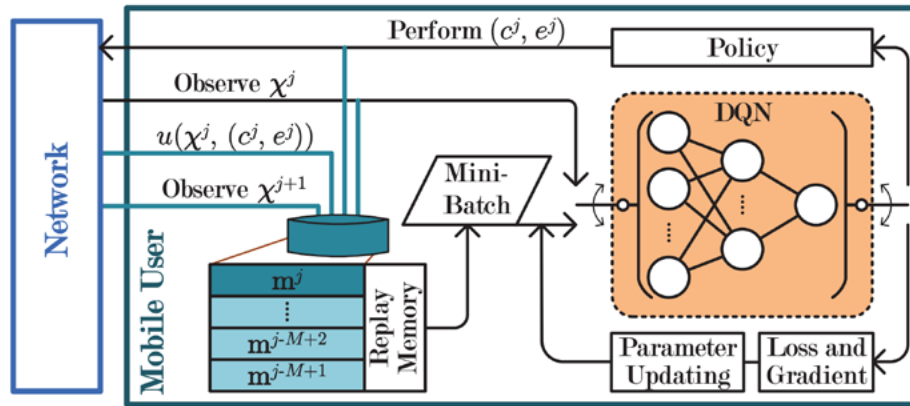 Network
Mobile User
Perform (c^j, e^j)
Policy
Observe χ^j
DQN
u(χ^j, (c^j, e^j))
Mini-
Batch
Observe χ^{j+1}
m^j
⋮
m^{j-M+2}
m^{j-M+1}
Replay
Memory
Parameter
Updating
Loss and
Gradient